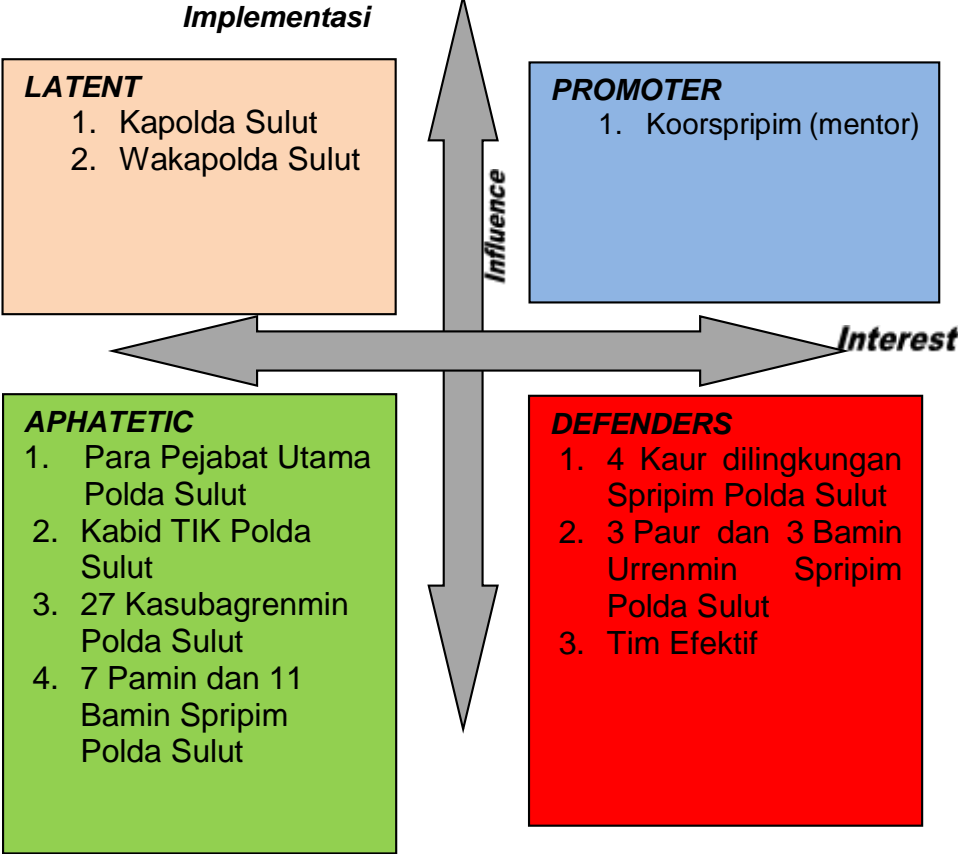 Implementasi
LATENT
1. Kapolda Sulut
2. Wakapolda Sulut
PROMOTER
1. Koorspripim (mentor)
Influence
Interest
APHATETIC
1. Para Pejabat Utama
Polda Sulut
2. Kabid TIK Polda
Sulut
3. 27 Kasubagrenmin
Polda Sulut
4. 7 Pamin dan 11
Bamin Spripim
Polda Sulut
DEFENDERS
1. 4 Kaur dilingkungan
Spripim Polda Sulut
2. 3 Paur dan 3 Bamin
Urrenmin Spripim
Polda Sulut
3. Tim Efektif